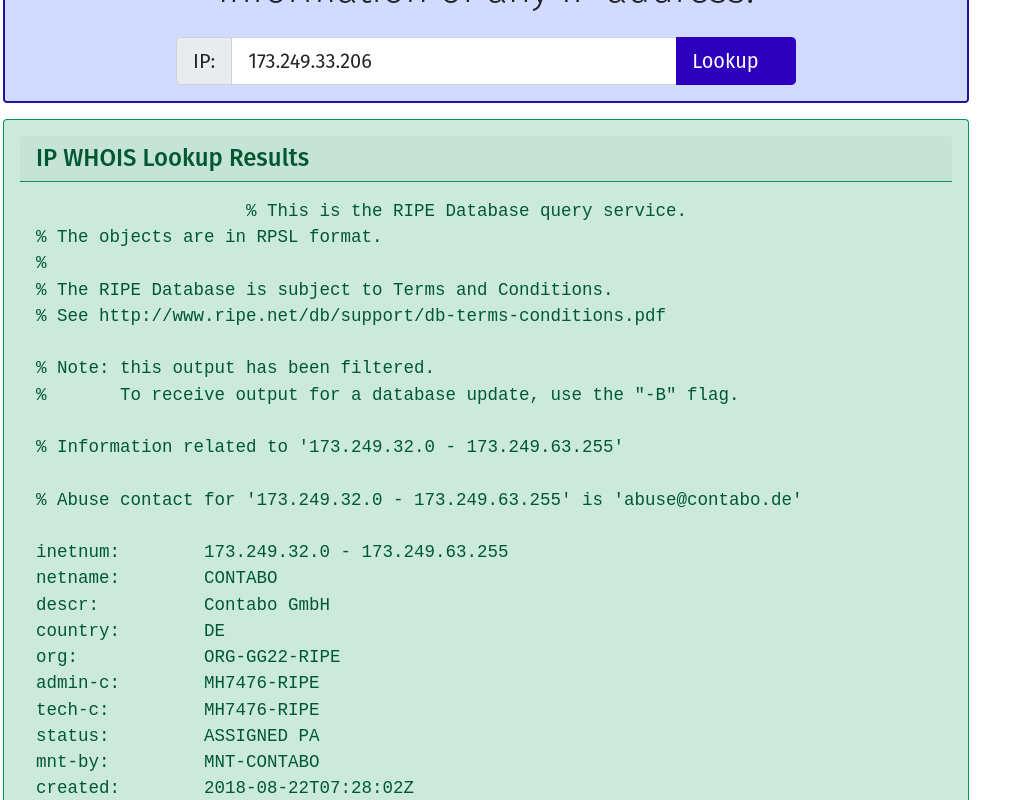 information of any IP address.
IP: 173.249.33.206 Lookup
IP WHOIS Lookup Results
% This is the RIPE Database query service.
% The objects are in RPSL format.
%
% The RIPE Database is subject to Terms and Conditions.
% See http://www.ripe.net/db/support/db-terms-conditions.pdf
% Note: this output has been filtered.
%       To receive output for a database update, use the "-B" flag.
% Information related to '173.249.32.0 - 173.249.63.255'
% Abuse contact for '173.249.32.0 - 173.249.63.255' is 'abuse@contabo.de'
inetnum:        173.249.32.0 - 173.249.63.255
netname:        CONTABO
descr:          Contabo GmbH
country:        DE
org:            ORG-GG22-RIPE
admin-c:        MH7476-RIPE
tech-c:         MH7476-RIPE
status:         ASSIGNED PA
mnt-by:         MNT-CONTABO
created:        2018-08-22T07:28:02Z